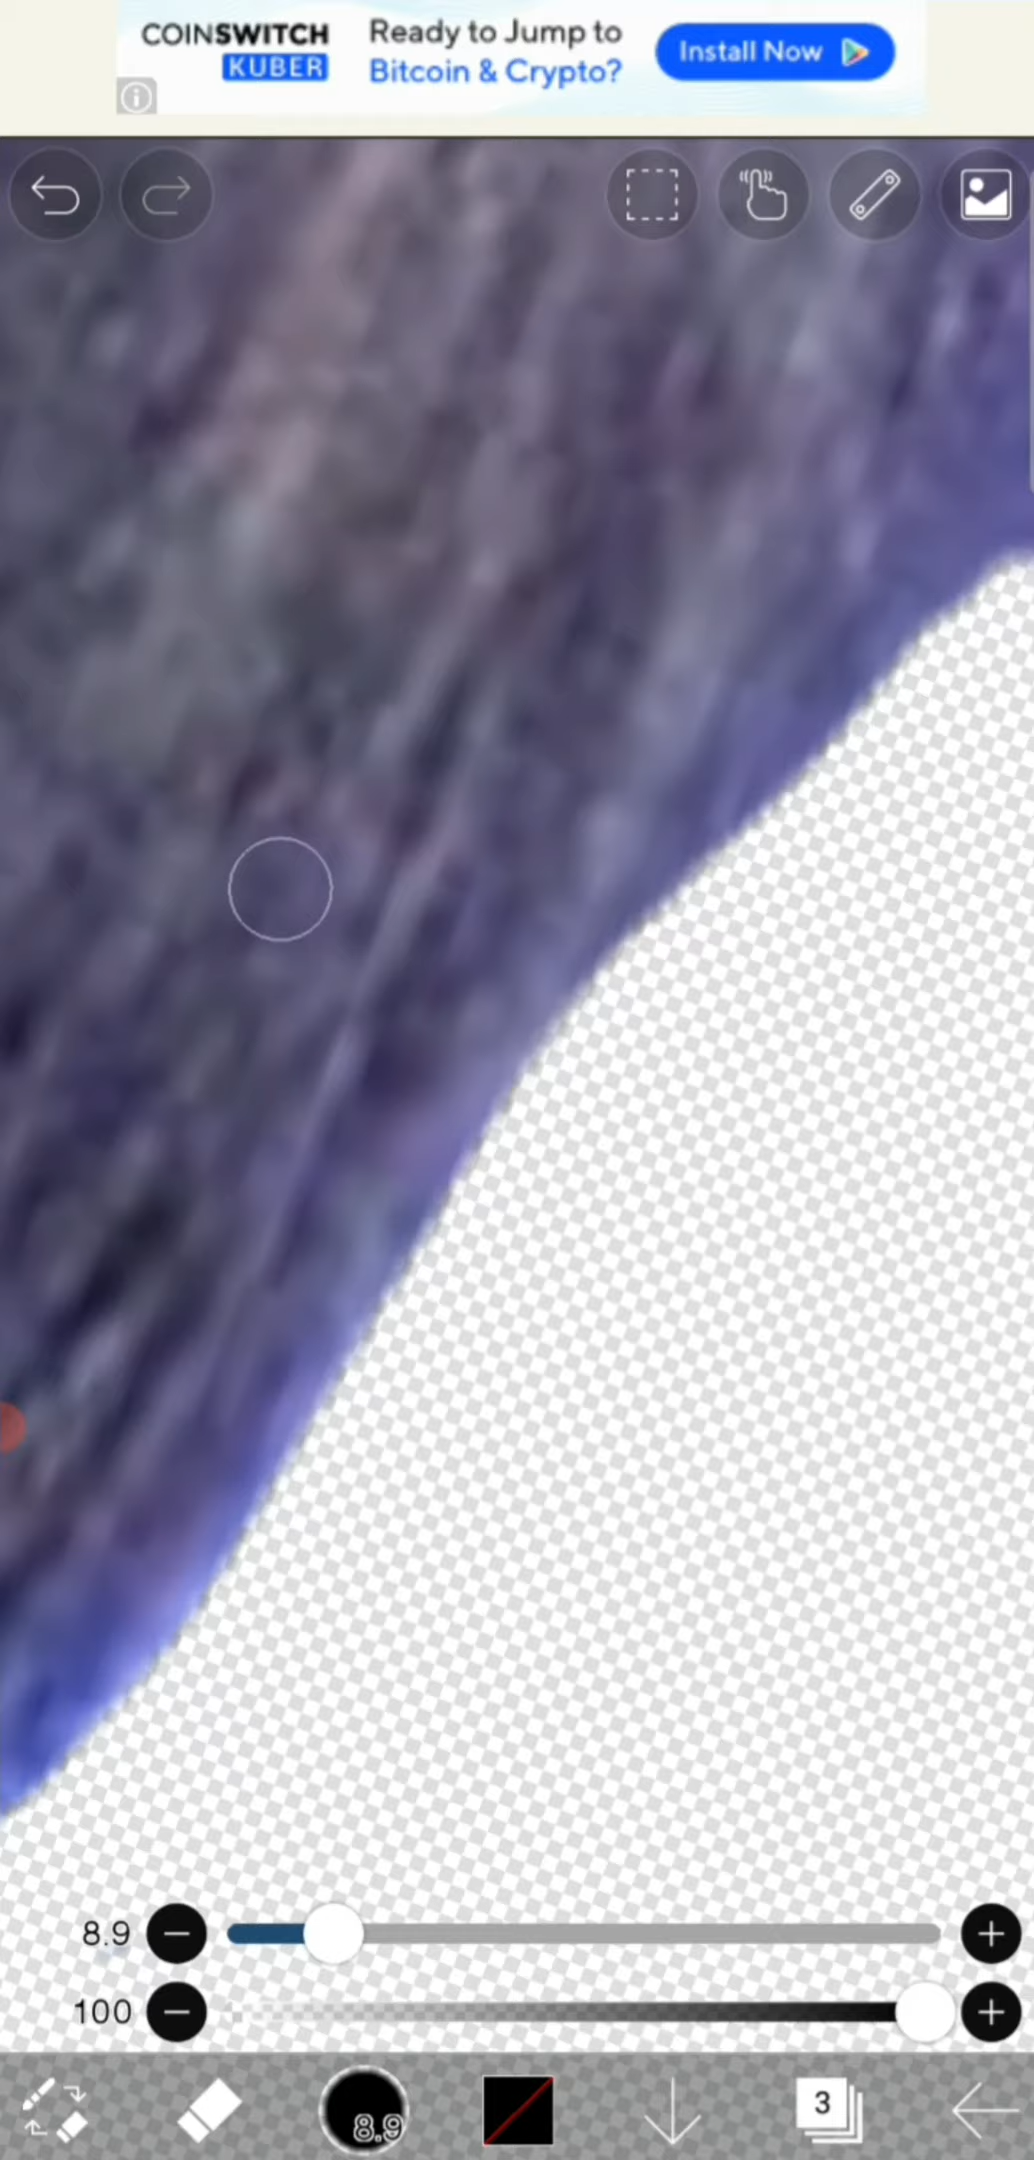 COINSWITCH
KUBER
Ready to Jump to
Bitcoin & Crypto?
Install Now
8.9
100
8.9
3